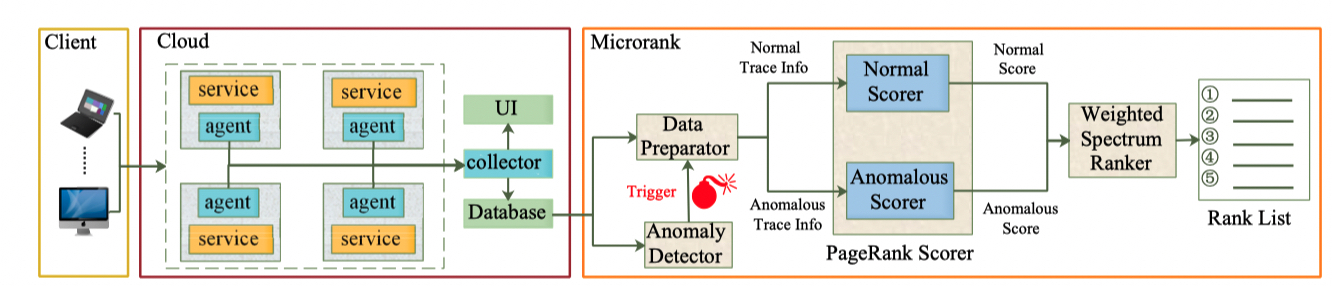 Client
Cloud
service
agent
service
agent
agent
service
agent
service
UI
collector
Database
Microrank
Data
Preparator
Trigger
Anomaly
Detector
Normal
Trace Info
Anomalous
Trace Info
Normal
Scorer
Anomalous
Scorer
PageRank Scorer
Normal
Score
Anomalous
Score
Weighted
Spectrum
Ranker
①
②
③
④
⑤
Rank List